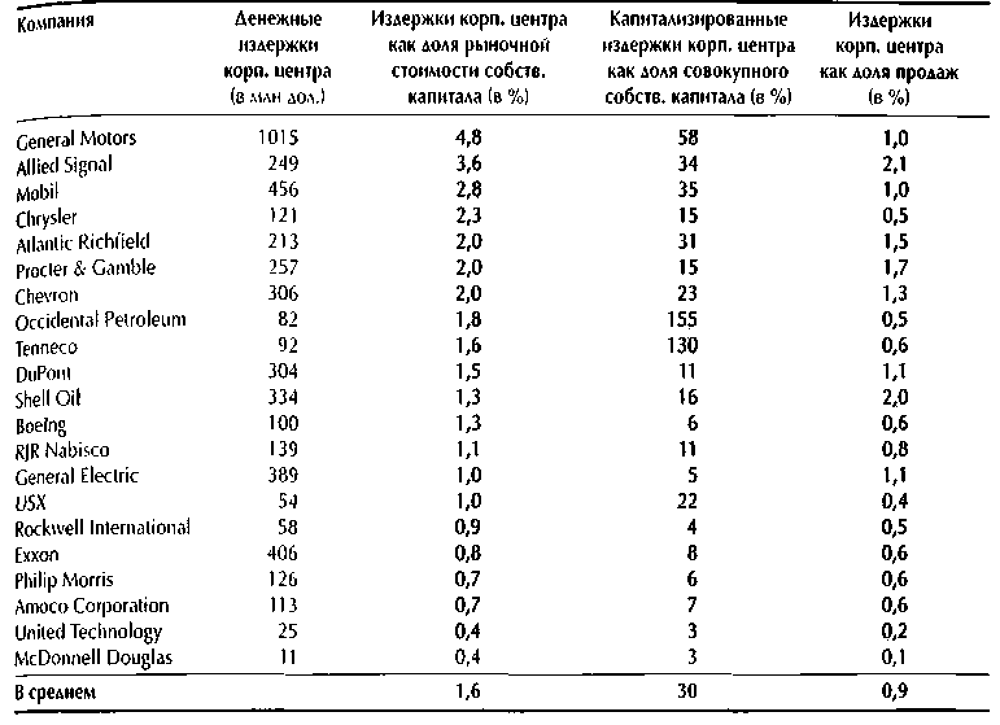 Компания Денежные Издержки корп. центра Капитализированные Издержки
издержки как доля рыночной издержки корп. центра корп. центра
корп. центра стоимости собств. как доля совокупного как доля продаж
(в млн дол.) капитала (в %) собств. капитала (в %) (в %)
General Motors 1015 4,8 58 1,0
Allied Signal 249 3,6 34 2,1
Mobil 456 2,8 35 1,0
Chrysler 121 2,3 15 0,5
Atlantic Richfield 213 2,0 31 1,5
Procter & Gamble 257 2,0 15 1,7
Chevron 306 2,0 23 1,3
Occidental Petroleum 82 1,8 155 0,5
Tenneco 92 1,6 130 0,6
DuPont 304 1,5 11 1,1
Shell Oil 334 1,3 16 2,0
Boeing 100 1,3 6 0,6
RJR Nabisco 139 1,1 11 0,8
General Electric 389 1,0 5 1,1
USX 54 1,0 22 0,4
Rockwell International 58 0,9 4 0,5
Exxon 406 0,8 8 0,6
Philip Morris 126 0,7 6 0,6
Amoco Corporation 113 0,7 7 0,6
United Technology 25 0,4 3 0,2
McDonnell Douglas 11 0,4 3 0,1
В среднем 1,6 30 0,9